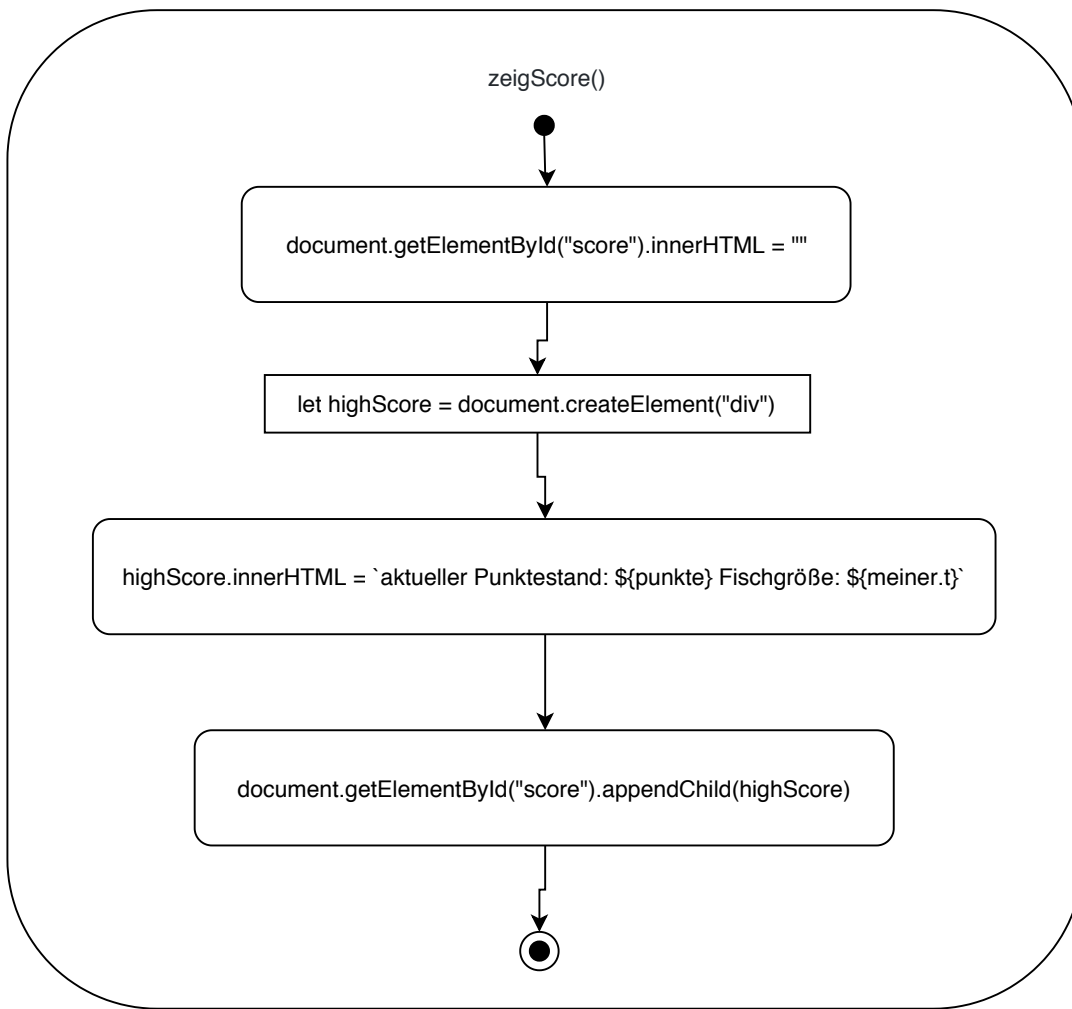 zeigScore()
document.getElementById("score").innerHTML = ""
let highScore = document.createElement("div")
highScore.innerHTML = `aktueller Punktestand: ${punkte} Fischgröße: ${meiner.t}`
document.getElementById("score").appendChild(highScore)